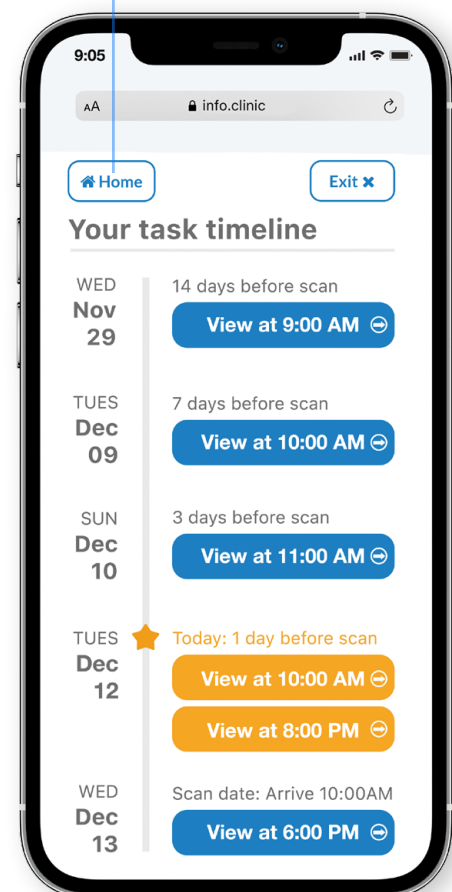 9:05
AA info.clinic
Home Exit
Your task timeline
WED
Nov
29
14 days before scan
View at 9:00 AM
TUES
Dec
09
7 days before scan
View at 10:00 AM
SUN
Dec
10
3 days before scan
View at 11:00 AM
TUES
Dec
12
Today: 1 day before scan
View at 10:00 AM
View at 8:00 PM
WED
Dec
13
Scan date: Arrive 10:00AM
View at 6:00 PM